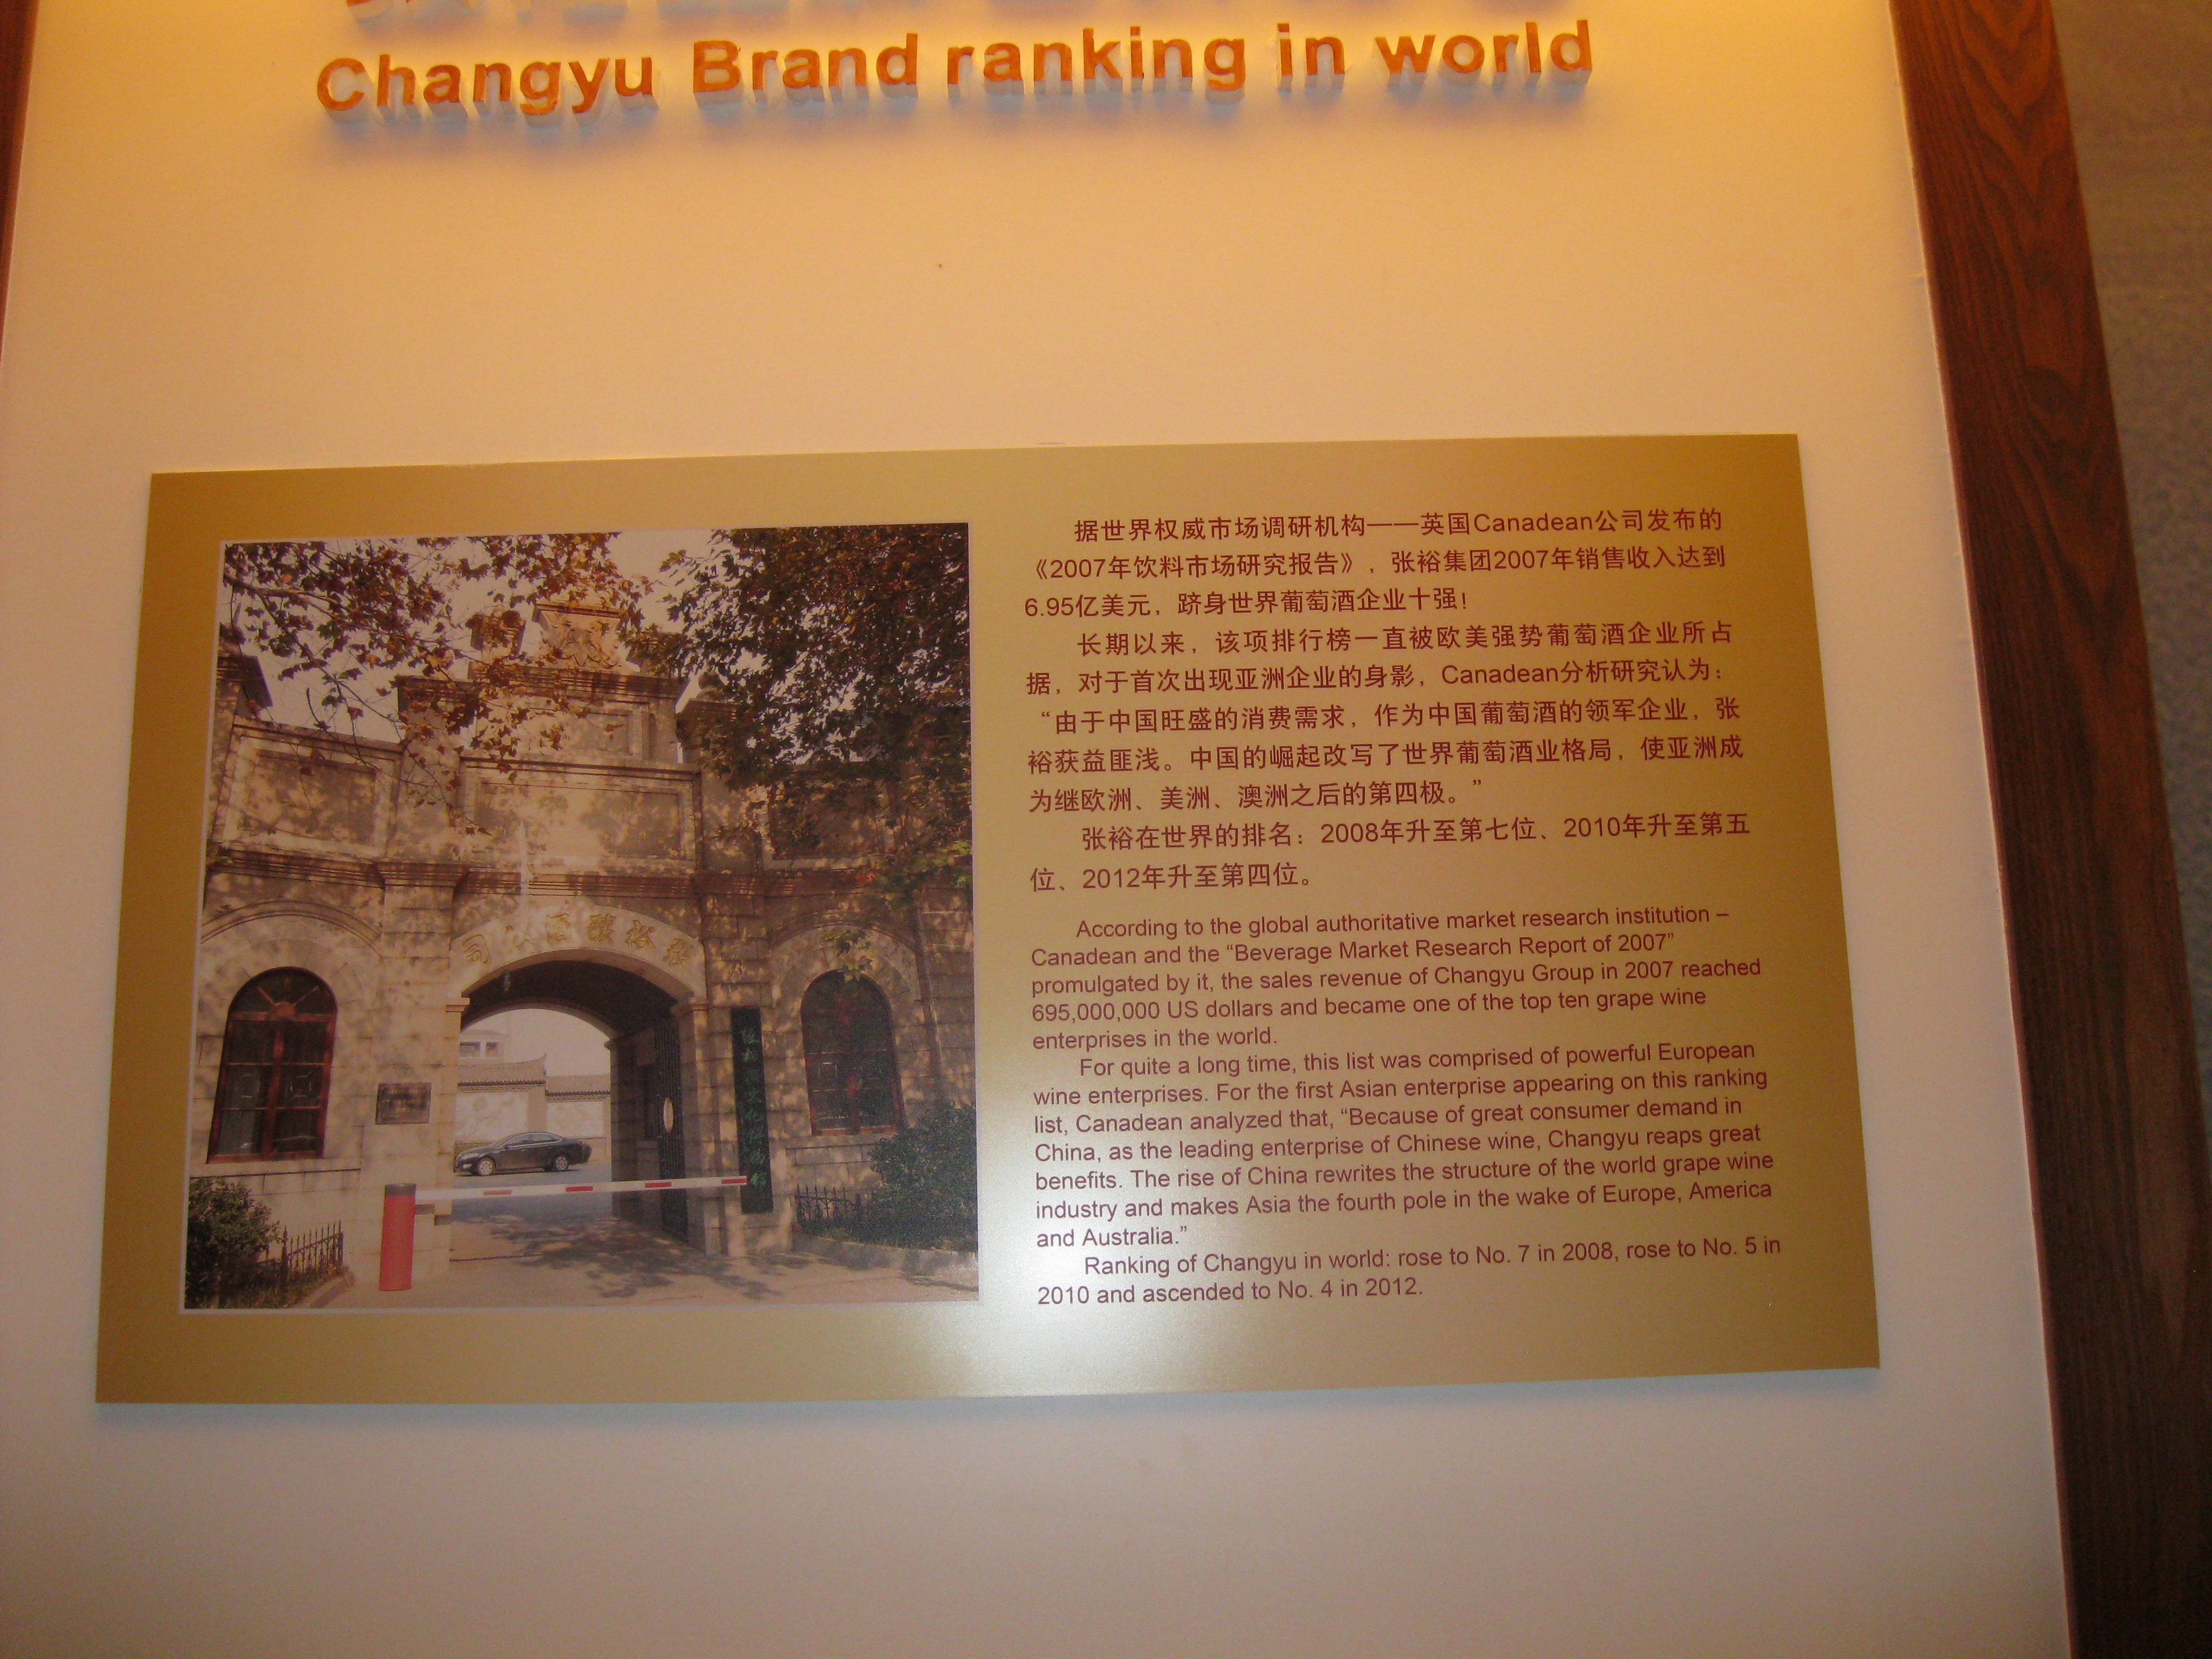 Changyu Brand ranking in world
据世界权威市场调研机构——英国Canadean公司发布的
《2007年饮料市场研究报告》，张裕集团2007年销售收入达到
6.95亿美元，跻身世界葡萄酒企业十强！
长期以来，该项排行榜一直被欧美强势葡萄酒企业所占
据，对于首次出现亚洲企业的身影，Canadean分析研究认为：
“由于中国旺盛的消费需求，作为中国葡萄酒的领军企业，张
裕获益匪浅。中国的崛起改写了世界葡萄酒业格局，使亚洲成
为继欧洲、美洲、澳洲之后的第四极。”
张裕在世界的排名：2008年升至第七位、2010年升至第五
位、2012年升至第四位。
According to the global authoritative market research institution –
Canadean and the “Beverage Market Research Report of 2007”
promulgated by it, the sales revenue of Changyu Group in 2007 reached
695,000,000 US dollars and became one of the top ten grape wine
enterprises in the world.
For quite a long time, this list was comprised of powerful European
wine enterprises. For the first Asian enterprise appearing on this ranking
list, Canadean analyzed that, “Because of great consumer demand in
China, as the leading enterprise of Chinese wine, Changyu reaps great
benefits. The rise of China rewrites the structure of the world grape wine
industry and makes Asia the fourth pole in the wake of Europe, America
and Australia.”
Ranking of Changyu in world: rose to No. 7 in 2008, rose to No. 5 in
2010 and ascended to No. 4 in 2012.